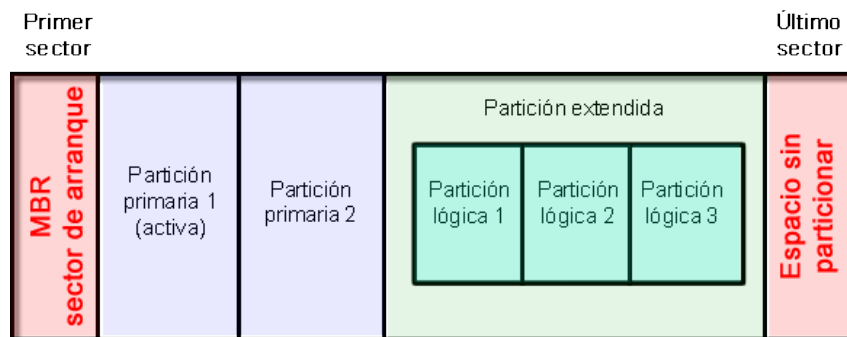 Primer
sector
Último
sector
MBR
sector de arranque
Partición
primaria 1
(activa)
Partición
primaria 2
Partición extendida
Partición
lógica 1
Partición
lógica 2
Partición
lógica 3
Espacio sin
particionar